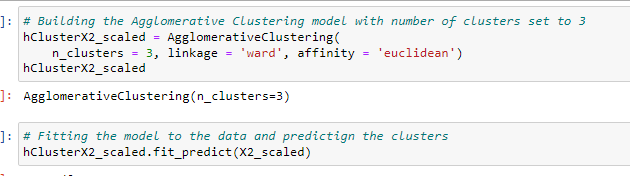 ]: # Building the Agglomerative Clustering model with number of clusters set to 3
hClusterX2_scaled = AgglomerativeClustering(
n_clusters = 3, linkage = 'ward', affinity = 'euclidean')
hClusterX2_scaled
]: AgglomerativeClustering(n_clusters=3)
]: # Fitting the model to the data and predictign the clusters
hClusterX2_scaled.fit_predict(X2_scaled)